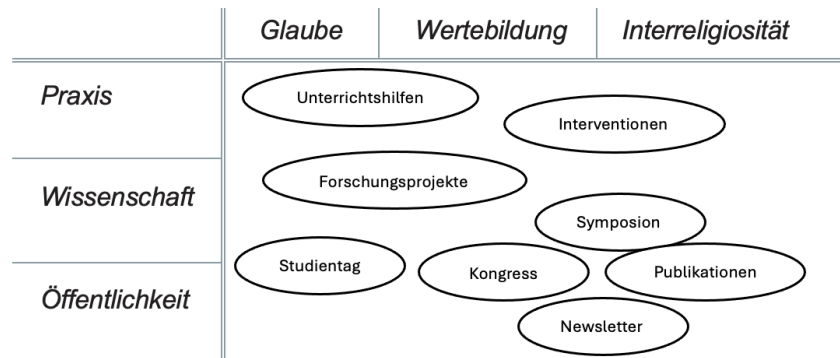 Glaube Wertebildung Interreligiosität
Praxis
Unterrichtshilfen
Interventionen
Wissenschaft
Forschungsprojekte
Symposion
Studientag
Kongress
Publikationen
Öffentlichkeit
Newsletter